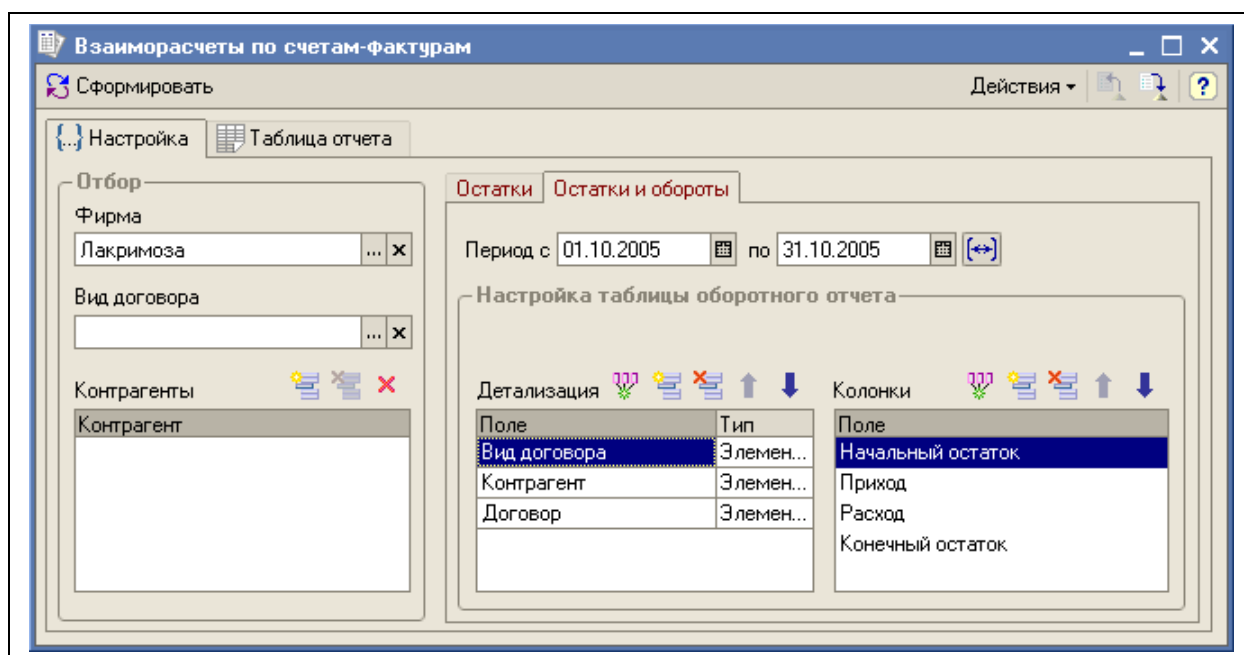 Взаиморасчеты по счетам-фактурам
Сформировать
Действия
?
{...} Настройка
Таблица отчета
Отбор
Фирма
Лакримоза
...
Вид договора
...
Контрагенты
Контрагент
Остатки
Остатки и обороты
Период с 01.10.2005 по 31.10.2005
Настройка таблицы оборотного отчета
Детализация
Поле Тип
Вид договора Элемен...
Контрагент Элемен...
Договор Элемен...
Колонки
Поле
Начальный остаток
Приход
Расход
Конечный остаток